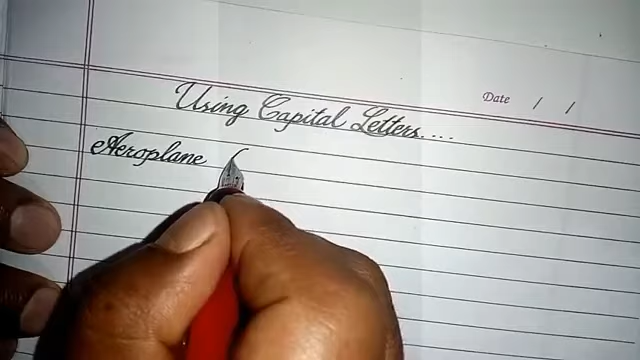 Date / /
Using Capital Letters....
Aeroplane